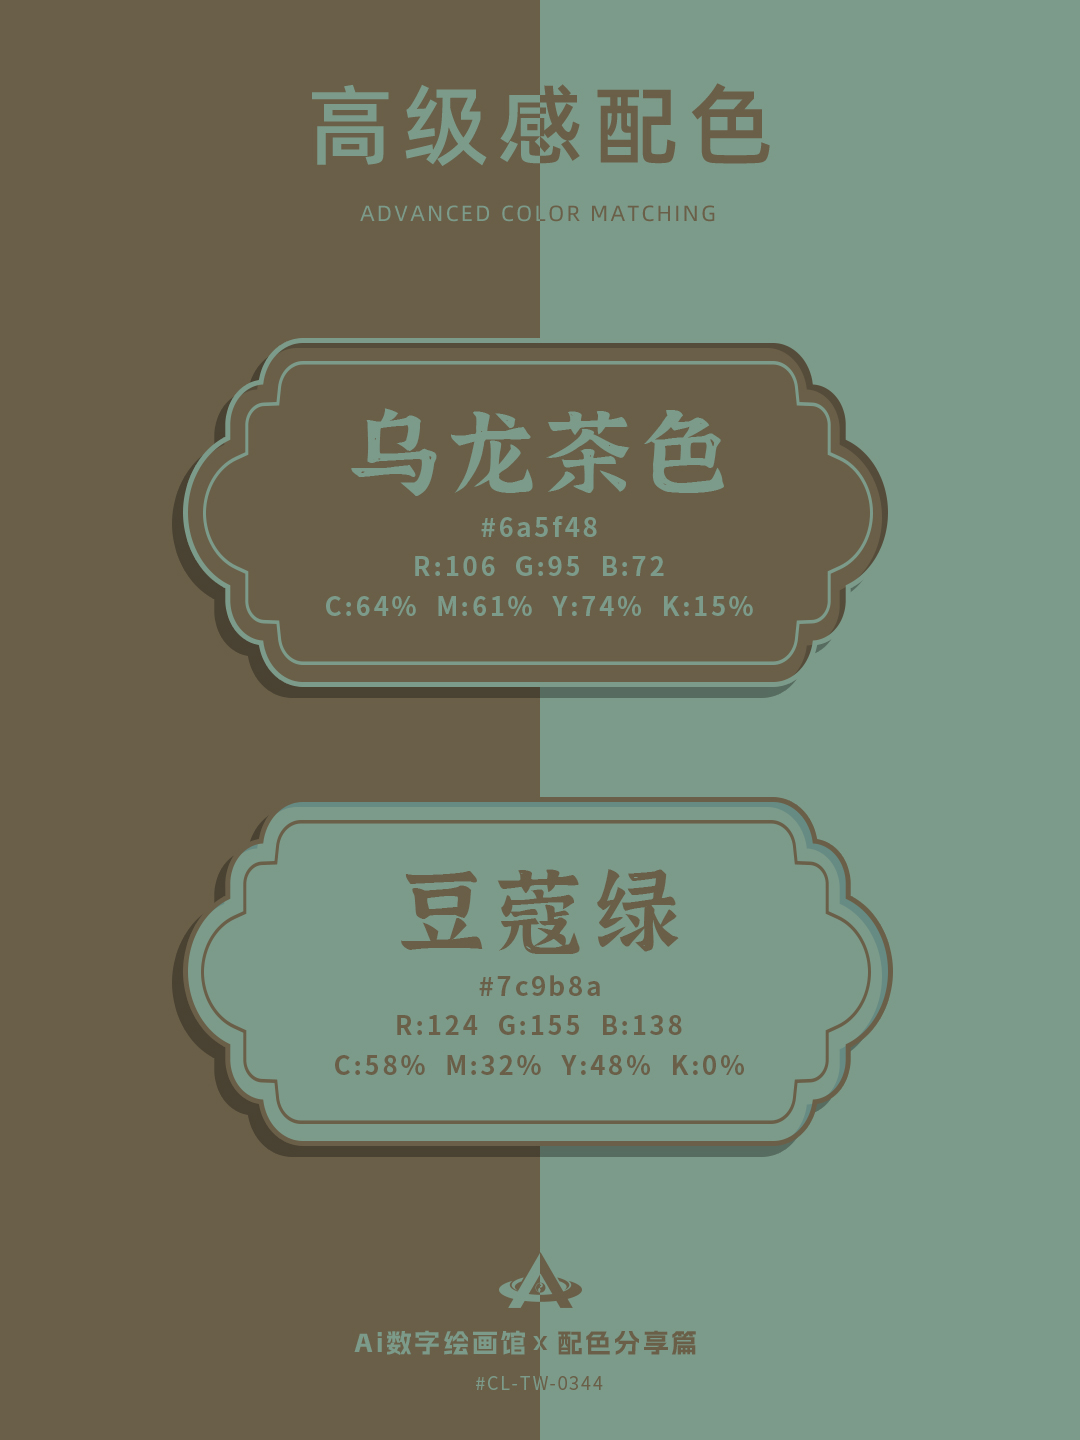 高级感配色
ADVANCED COLOR MATCHING
乌龙茶色
#6a5f48
R:106 G:95 B:72
C:64% M:61% Y:74% K:15%
豆蔻绿
#7c9b8a
R:124 G:155 B:138
C:58% M:32% Y:48% K:0%
Ai数字绘画馆 x 配色分享篇
#CL-TW-0344